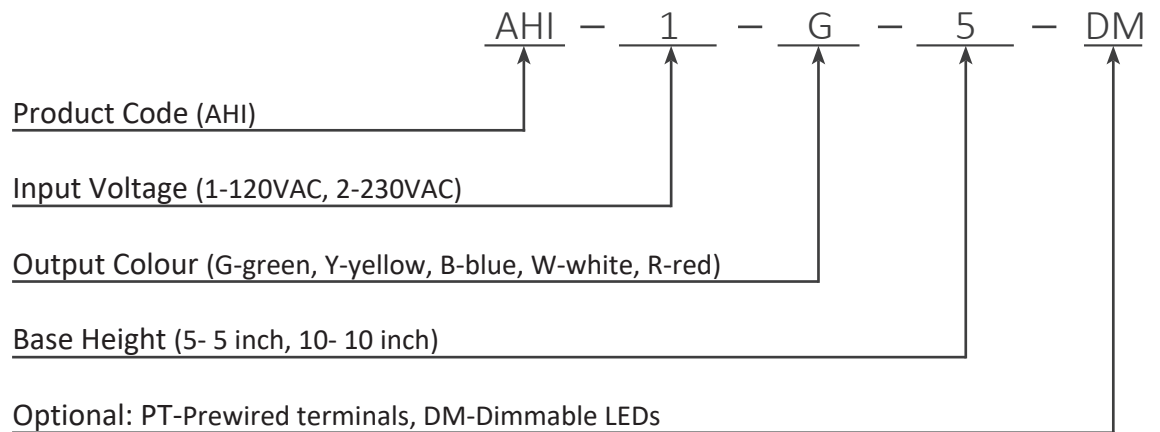 AHI – 1 – G – 5 – DM
Product Code (AHI)
Input Voltage (1-120VAC, 2-230VAC)
Output Colour (G-green, Y-yellow, B-blue, W-white, R-red)
Base Height (5- 5 inch, 10- 10 inch)
Optional: PT-Prewired terminals, DM-Dimmable LEDs